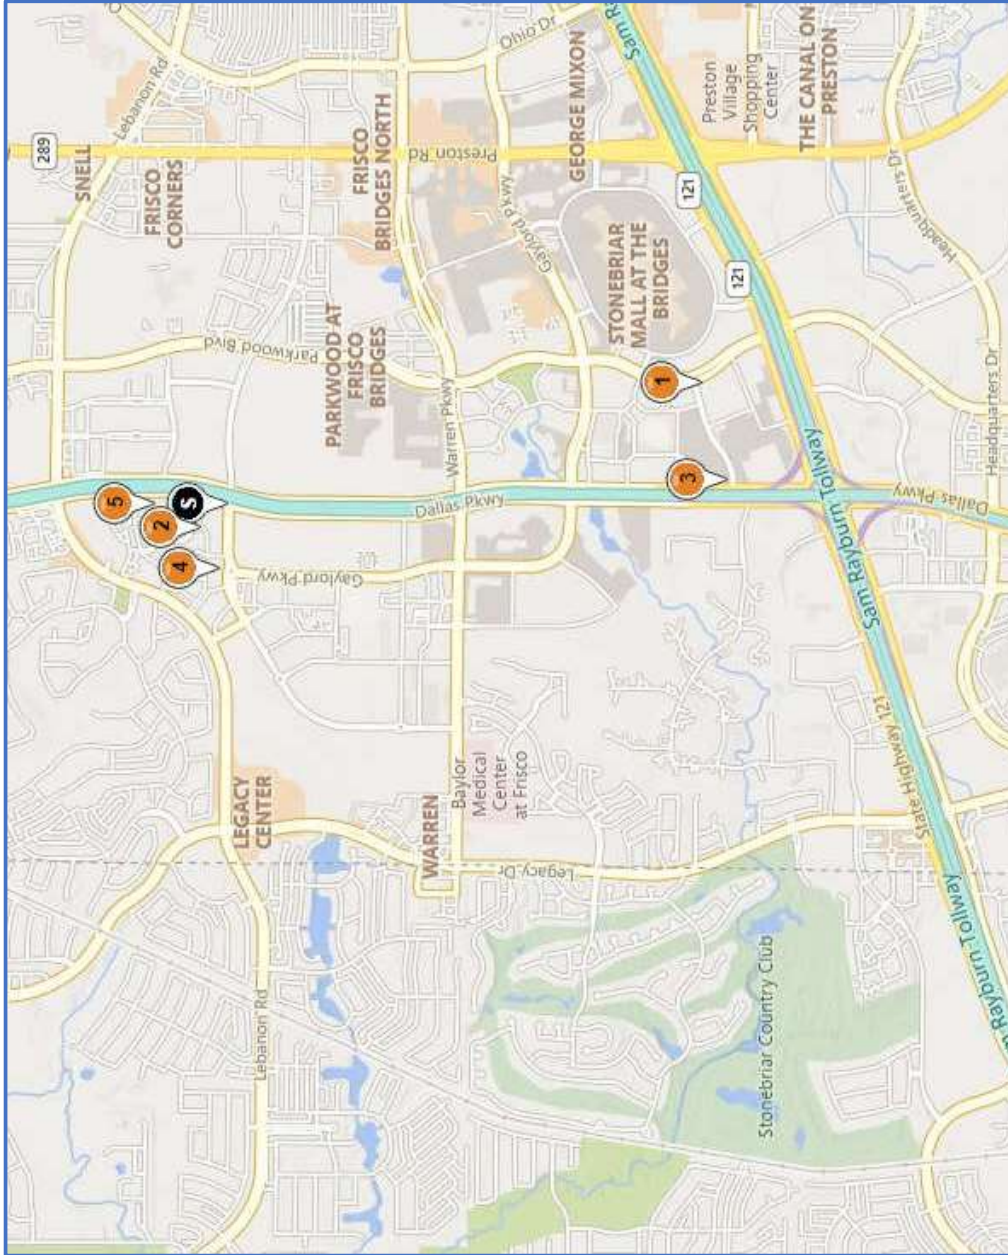 289
SNELL
Lebanon Rd
FRISCO
CORNERS
FRISCO
BRIDGES NORTH
Preston Rd
Ohio Dr
GEORGE MIXON
Sam R
Preston
Village
Shopping
Center
THE CANAL ON
PRESTON
Headquarters Dr
Headquarters Dr
Gaylord Pkwy
121
121
STONEBRIAR
MALL AT THE
BRIDGES
PARKWOOD AT
FRISCO
BRIDGES
Parkwood Blvd
Warren Pkwy
1
3
5
S
2
4
Dallas Pkwy
Dallas Pkwy
Headquarters Dr
Sam Rayburn Tollway
Sam Rayburn Tollway
Gaylord Pkwy
State Highway 121
LEGACY
CENTER
WARREN
Baylor
Medical
Center
at Frisco
Legacy Dr
Lebanon Rd
Stonebriar Country Club
Rayburn Tollway